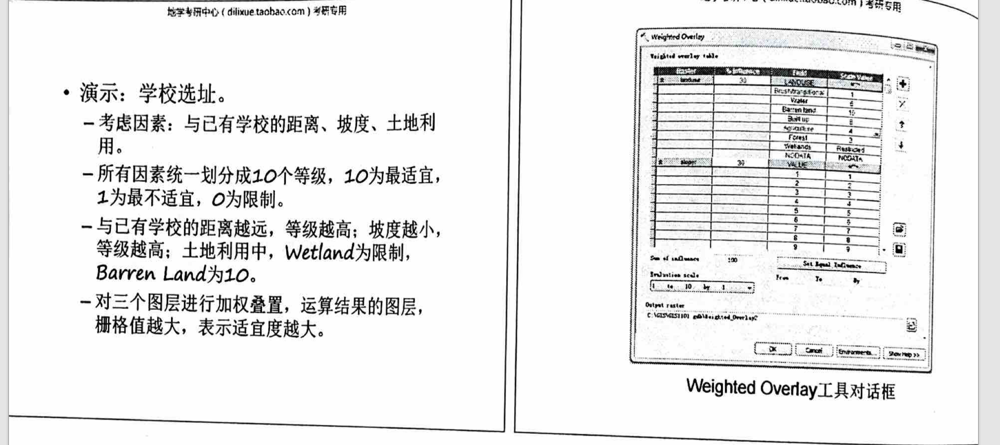 地学考研中心（dilixue.taobao.com）考研专用
• 演示：学校选址。
– 考虑因素：与已有学校的距离、坡度、土地利
用。
– 所有因素统一划分成10个等级，10为最适宜，
1为最不适宜，0为限制。
– 与已有学校的距离越远，等级越高；坡度越小，
等级越高；土地利用中，Wetland为限制，
Barren Land为10。
– 对三个图层进行加权叠置，运算结果的图层，
栅格值越大，表示适宜度越大。
考研专用
Weighted Overlay
Weighted overlay table
Raster % Influence Field Scale Value
landuse LANDUSE
Brush/transitional 1
Water
Barren land 10
Built up
Agriculture 4
Forest 3
Wetlands Restricted
NODATA NODATA
VALUE
1 1
2 2
3 3
4 4
5 5
6 6
7 7
8 8
9 9
Sum of influence 100 Set Equal Influence
Evaluation scale From To By
1 to 10 by 1
Output raster
C:\GIS\GIS1101 gdb\Weighted_Overlay2
OK Cancel Environments... Show Help >>
Weighted Overlay工具对话框